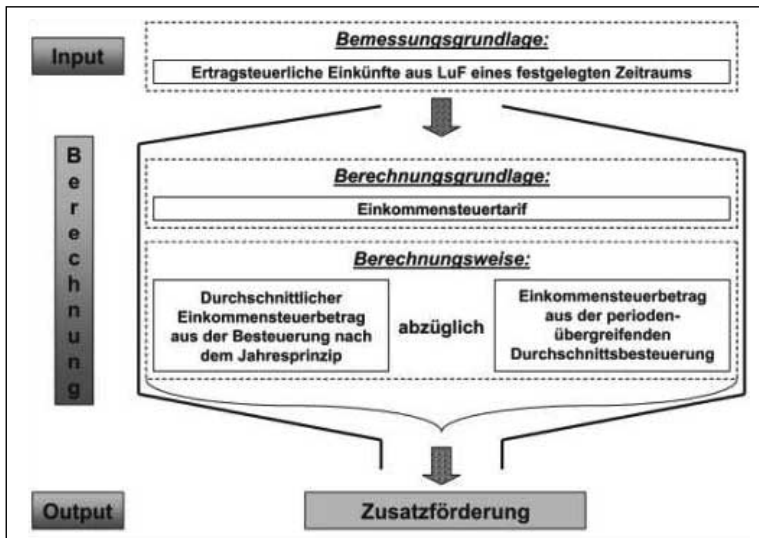 Input
Bemessungsgrundlage:
Ertragsteuerliche Einkünfte aus LuF eines festgelegten Zeitraums
Berechnung
Berechnungsgrundlage:
Einkommensteuertarif
Berechnungsweise:
Durchschnittlicher
Einkommensteuerbetrag
aus der Besteuerung nach
dem Jahresprinzip
abzüglich
Einkommensteuerbetrag
aus der perioden-
übergreifenden
Durchschnittsbesteuerung
Output
Zusatzförderung